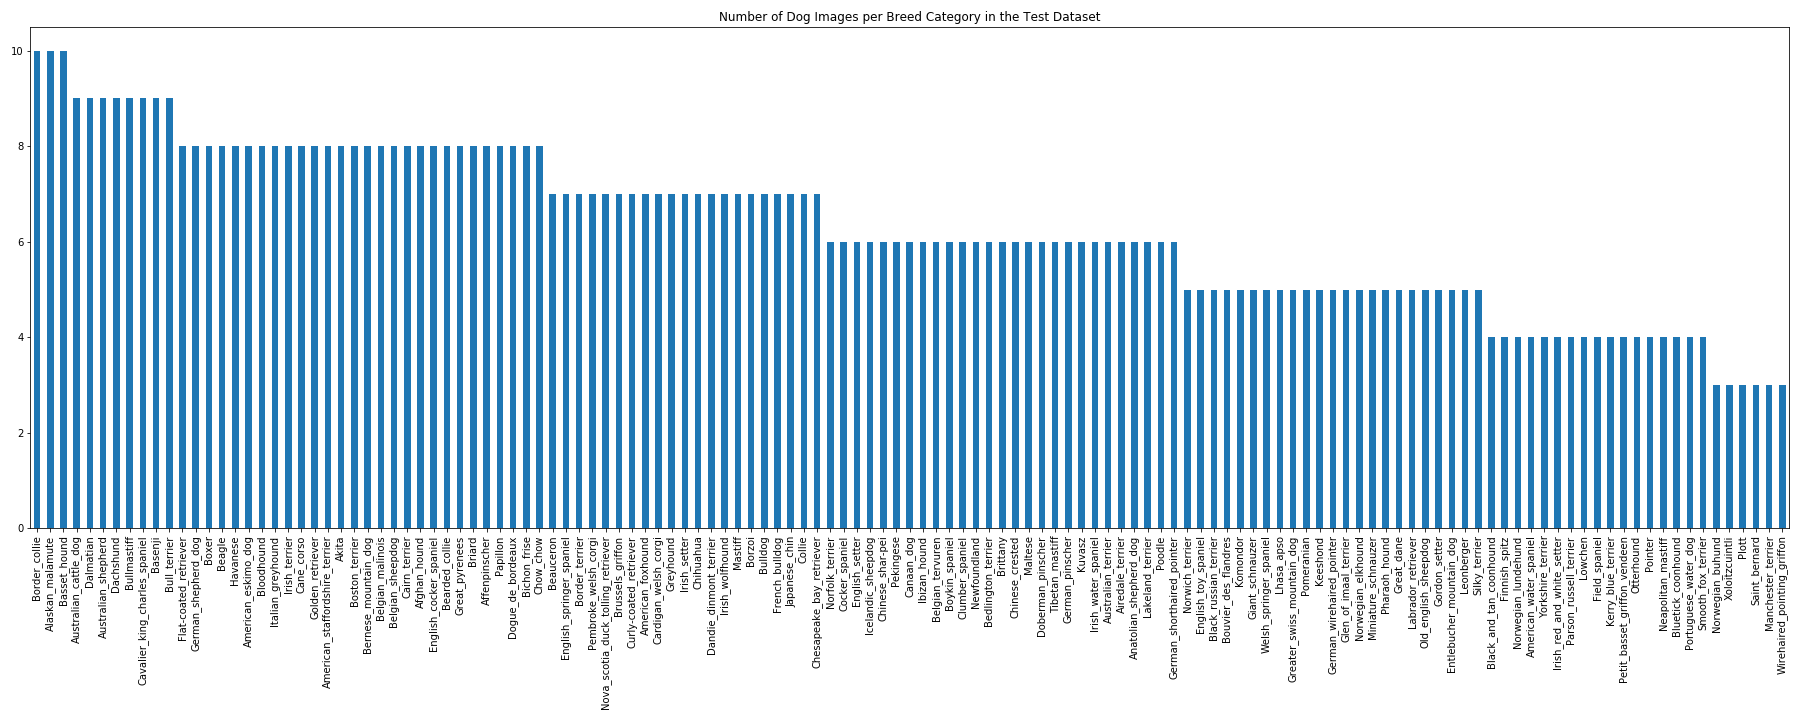 Number of Dog Images per Breed Category in the Test Dataset
10
8
6
4
2
0
Border_collie
Alaskan_malamute
Basset_hound
Australian_cattle_dog
Dalmatian
Australian_shepherd
Dachshund
Bullmastiff
Cavalier_king_charles_spaniel
Basenji
Bull_terrier
Flat-coated_retriever
German_shepherd_dog
Boxer
Beagle
Havanese
American_eskimo_dog
Bloodhound
Italian_greyhound
Irish_terrier
Cane_corso
Golden_retriever
American_staffordshire_terrier
Akita
Boston_terrier
Bernese_mountain_dog
Belgian_malinois
Belgian_sheepdog
Cairn_terrier
Afghan_hound
English_cocker_spaniel
Bearded_collie
Great_pyrenees
Briard
Affenpinscher
Papillon
Dogue_de_bordeaux
Bichon_frise
Chow_chow
Beauceron
English_springer_spaniel
Border_terrier
Pembroke_welsh_corgi
Nova_scotia_duck_tolling_retriever
Brussels_griffon
Curly-coated_retriever
American_foxhound
Cardigan_welsh_corgi
Greyhound
Irish_setter
Chihuahua
Dandie_dinmont_terrier
Irish_wolfhound
Mastiff
Borzoi
Bulldog
French_bulldog
Japanese_chin
Collie
Chesapeake_bay_retriever
Norfolk_terrier
Cocker_spaniel
English_setter
Icelandic_sheepdog
Chinese_shar-pei
Pekingese
Canaan_dog
Ibizan_hound
Belgian_tervuren
Boykin_spaniel
Clumber_spaniel
Newfoundland
Bedlington_terrier
Brittany
Chinese_crested
Maltese
Doberman_pinscher
Tibetan_mastiff
German_pinscher
Kuvasz
Irish_water_spaniel
Australian_terrier
Airedale_terrier
Anatolian_shepherd_dog
Lakeland_terrier
Poodle
German_shorthaired_pointer
Norwich_terrier
English_toy_spaniel
Black_russian_terrier
Bouvier_des_flandres
Komondor
Giant_schnauzer
Welsh_springer_spaniel
Lhasa_apso
Greater_swiss_mountain_dog
Pomeranian
Keeshond
German_wirehaired_pointer
Glen_of_imaal_terrier
Norwegian_elkhound
Miniature_schnauzer
Pharaoh_hound
Great_dane
Labrador_retriever
Old_english_sheepdog
Gordon_setter
Entlebucher_mountain_dog
Leonberger
Silky_terrier
Black_and_tan_coonhound
Finnish_spitz
Norwegian_lundehund
American_water_spaniel
Yorkshire_terrier
Irish_red_and_white_setter
Parson_russell_terrier
Lowchen
Field_spaniel
Kerry_blue_terrier
Petit_basset_griffon_vendeen
Otterhound
Pointer
Neapolitan_mastiff
Bluetick_coonhound
Portuguese_water_dog
Smooth_fox_terrier
Norwegian_buhund
Xoloitzcuintli
Plott
Saint_bernard
Manchester_terrier
Wirehaired_pointing_griffon